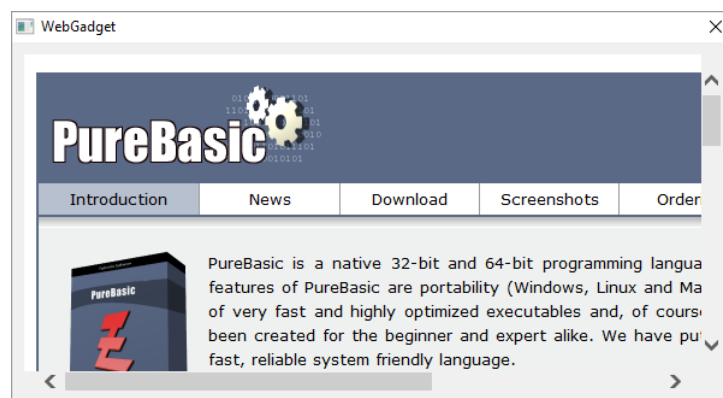 WebGadget
PureBasic
Introduction News Download Screenshots Order
PureBasic
PureBasic is a native 32-bit and 64-bit programming langua
features of PureBasic are portability (Windows, Linux and Ma
of very fast and highly optimized executables and, of cours
been created for the beginner and expert alike. We have put
fast, reliable system friendly language.